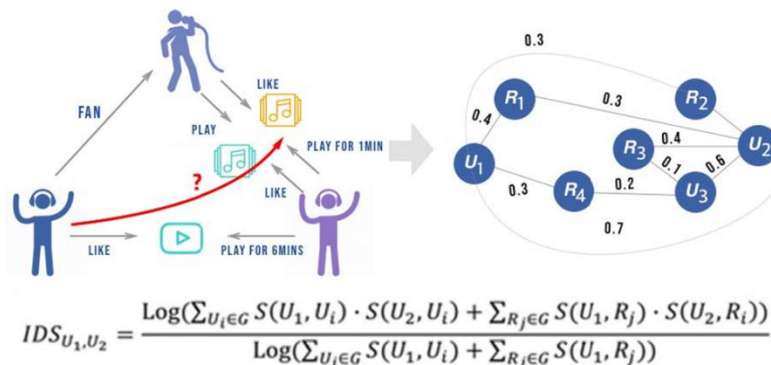 FAN
LIKE
PLAY
PLAY FOR 1MIN
LIKE
?
LIKE
PLAY FOR 6MINS
0.3
R₁
R₂
0.4
0.3
U₂
R₃
0.4
U₁
0.1
0.6
0.3
R₄
0.2
U₃
0.7
IDS_{U₁,U₂} = Log(∑_{Uᵢ∈G} S(U₁, Uᵢ) · S(U₂, Uᵢ) + ∑_{Rⱼ∈G} S(U₁, Rⱼ) · S(U₂, Rᵢ))
Log(∑_{Uᵢ∈G} S(U₁, Uᵢ) + ∑_{Rⱼ∈G} S(U₁, Rⱼ))